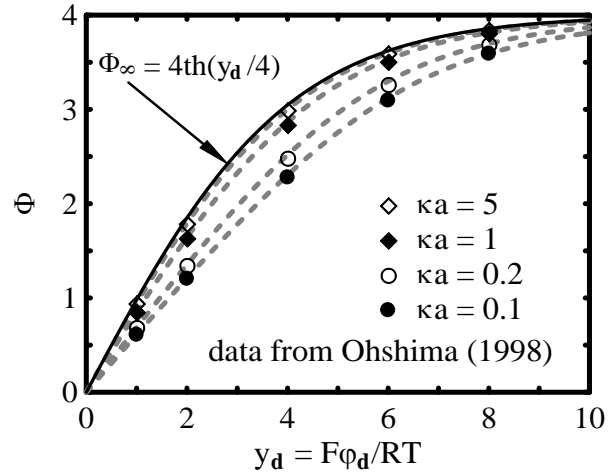 4
Φ∞ = 4th(yd/4)
3
Φ
2
κa = 5
κa = 1
1
κa = 0.2
κa = 0.1
data from Ohshima (1998)
0
0 2 4 6 8 10
yd = Fφd/RT